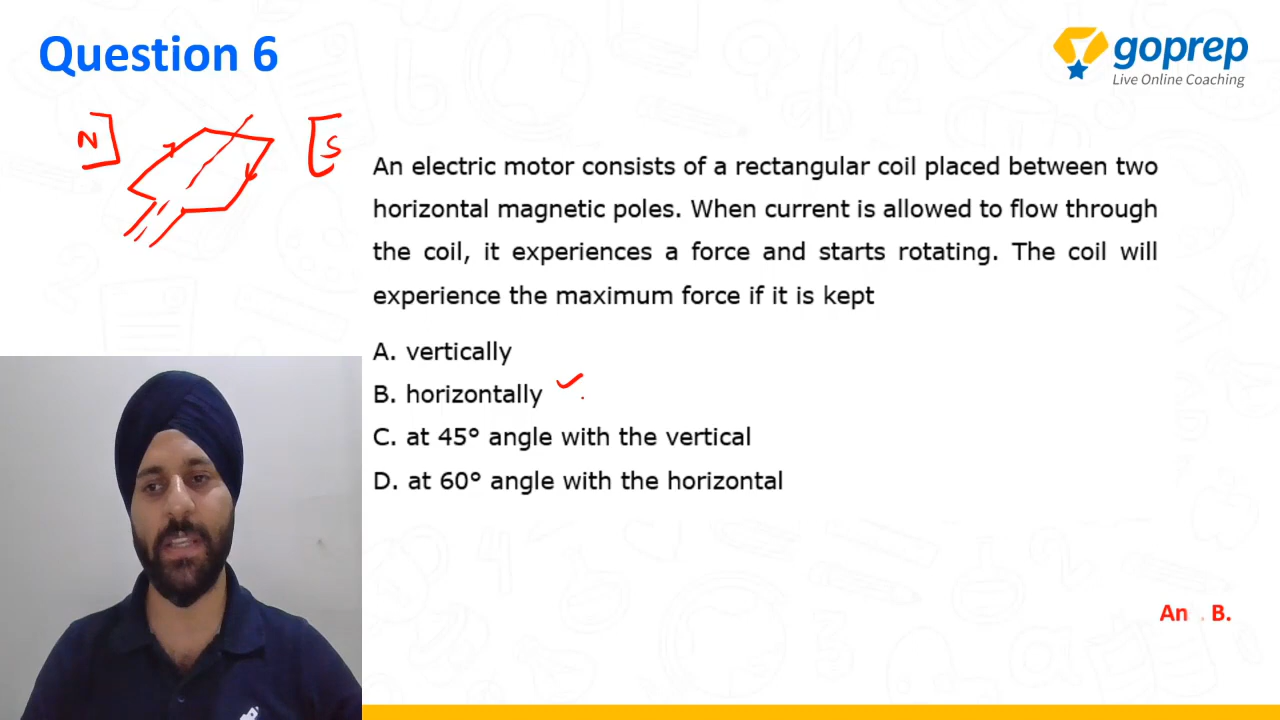 Question 6
goprep
Live Online Coaching
N
S
An electric motor consists of a rectangular coil placed between two
horizontal magnetic poles. When current is allowed to flow through
the coil, it experiences a force and starts rotating. The coil will
experience the maximum force if it is kept
A. vertically
B. horizontally
C. at 45° angle with the vertical
D. at 60° angle with the horizontal
An . B.